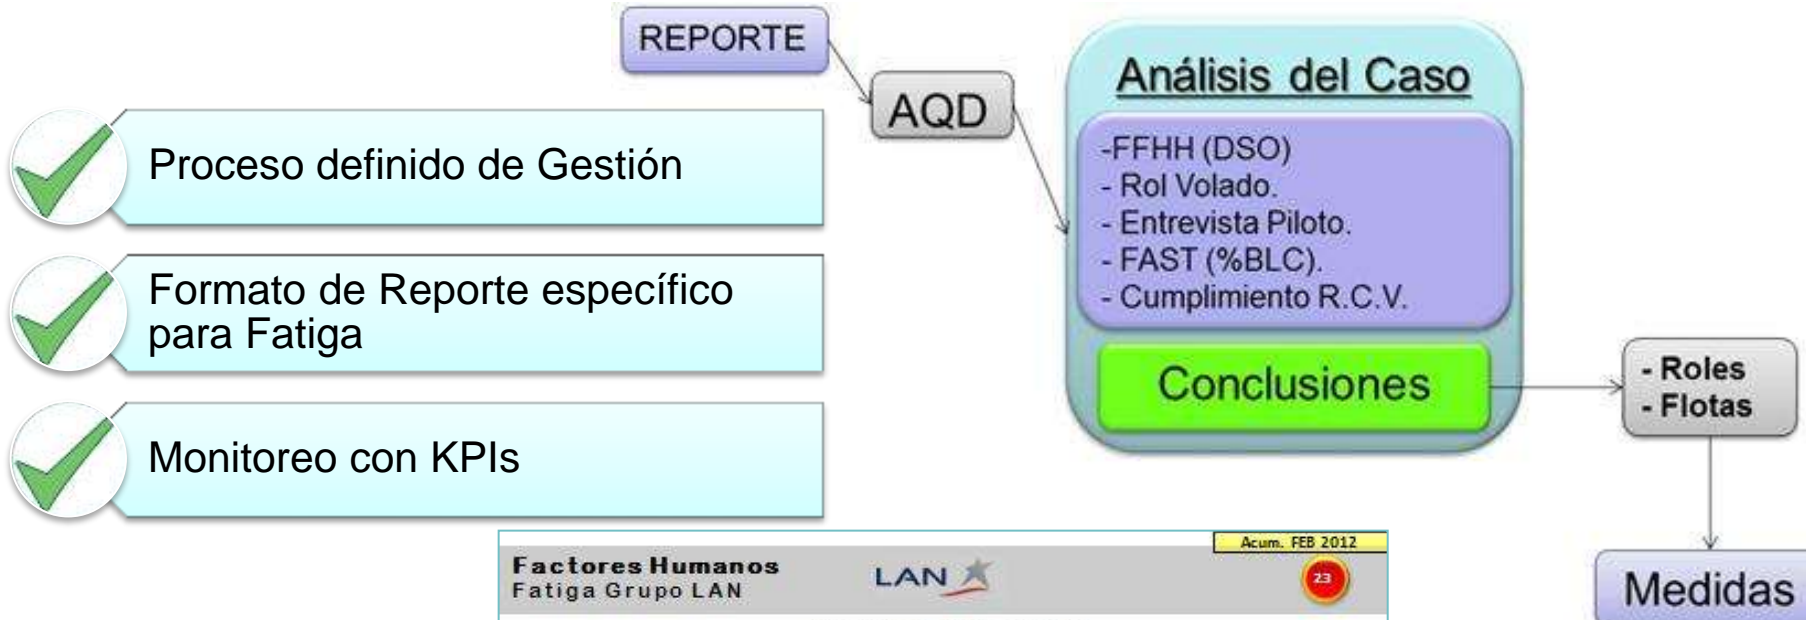 REPORTE
AQD
Análisis del Caso
-FFHH (DSO)
- Rol Volado.
- Entrevista Piloto.
- FAST (%BLC).
- Cumplimiento R.C.V.
Conclusiones
- Roles
- Flotas
Medidas
Proceso definido de Gestión
Formato de Reporte específico
para Fatiga
Monitoreo con KPIs
Acum. FEB 2012
Factores Humanos
Fatiga Grupo LAN
LAN
23